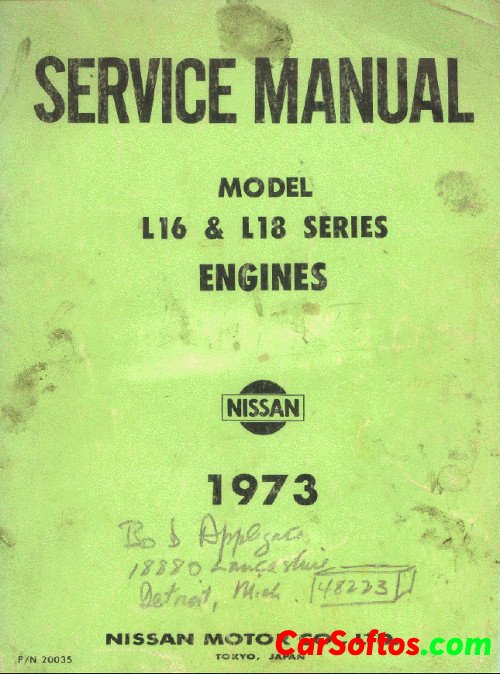 SERVICE MANUAL
MODEL
L16 & L18 SERIES
ENGINES
NISSAN
1973
Bob Applgate
18880 Lancashire
Detroit, Mich 48223
NISSAN MOTOR CO., LTD.
TOKYO, JAPAN
P/N 20035
CarSoftos.com